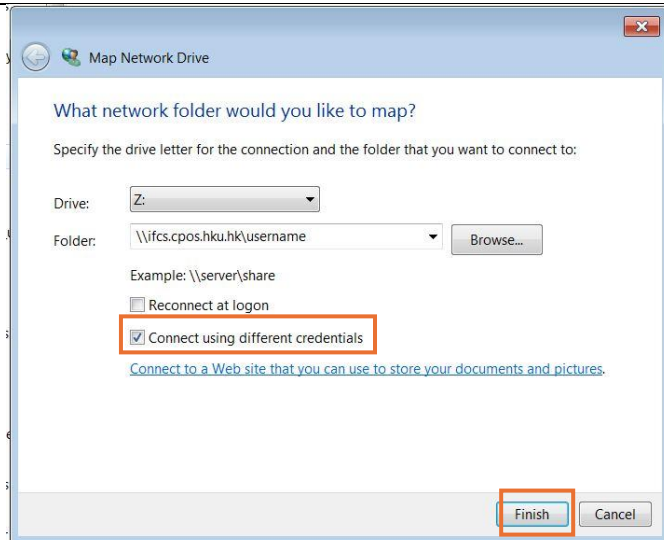 Map Network Drive
What network folder would you like to map?
Specify the drive letter for the connection and the folder that you want to connect to:
Drive: Z:
Folder: \\ifcs.cpos.hku.hk\username Browse...
Example: \\server\share
Reconnect at logon
Connect using different credentials
Connect to a Web site that you can use to store your documents and pictures.
Finish Cancel